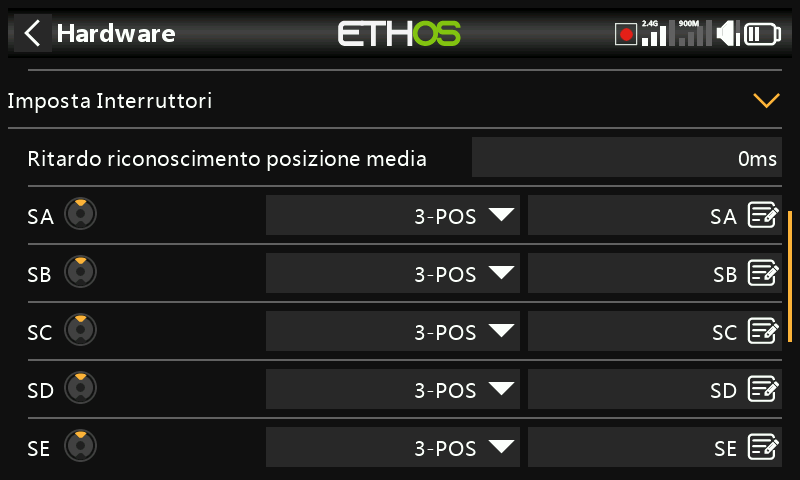 Hardware
ETHOS
2.4G
900M
Imposta Interruttori
Ritardo riconoscimento posizione media 0ms
SA 3-POS SA
SB 3-POS SB
SC 3-POS SC
SD 3-POS SD
SE 3-POS SE